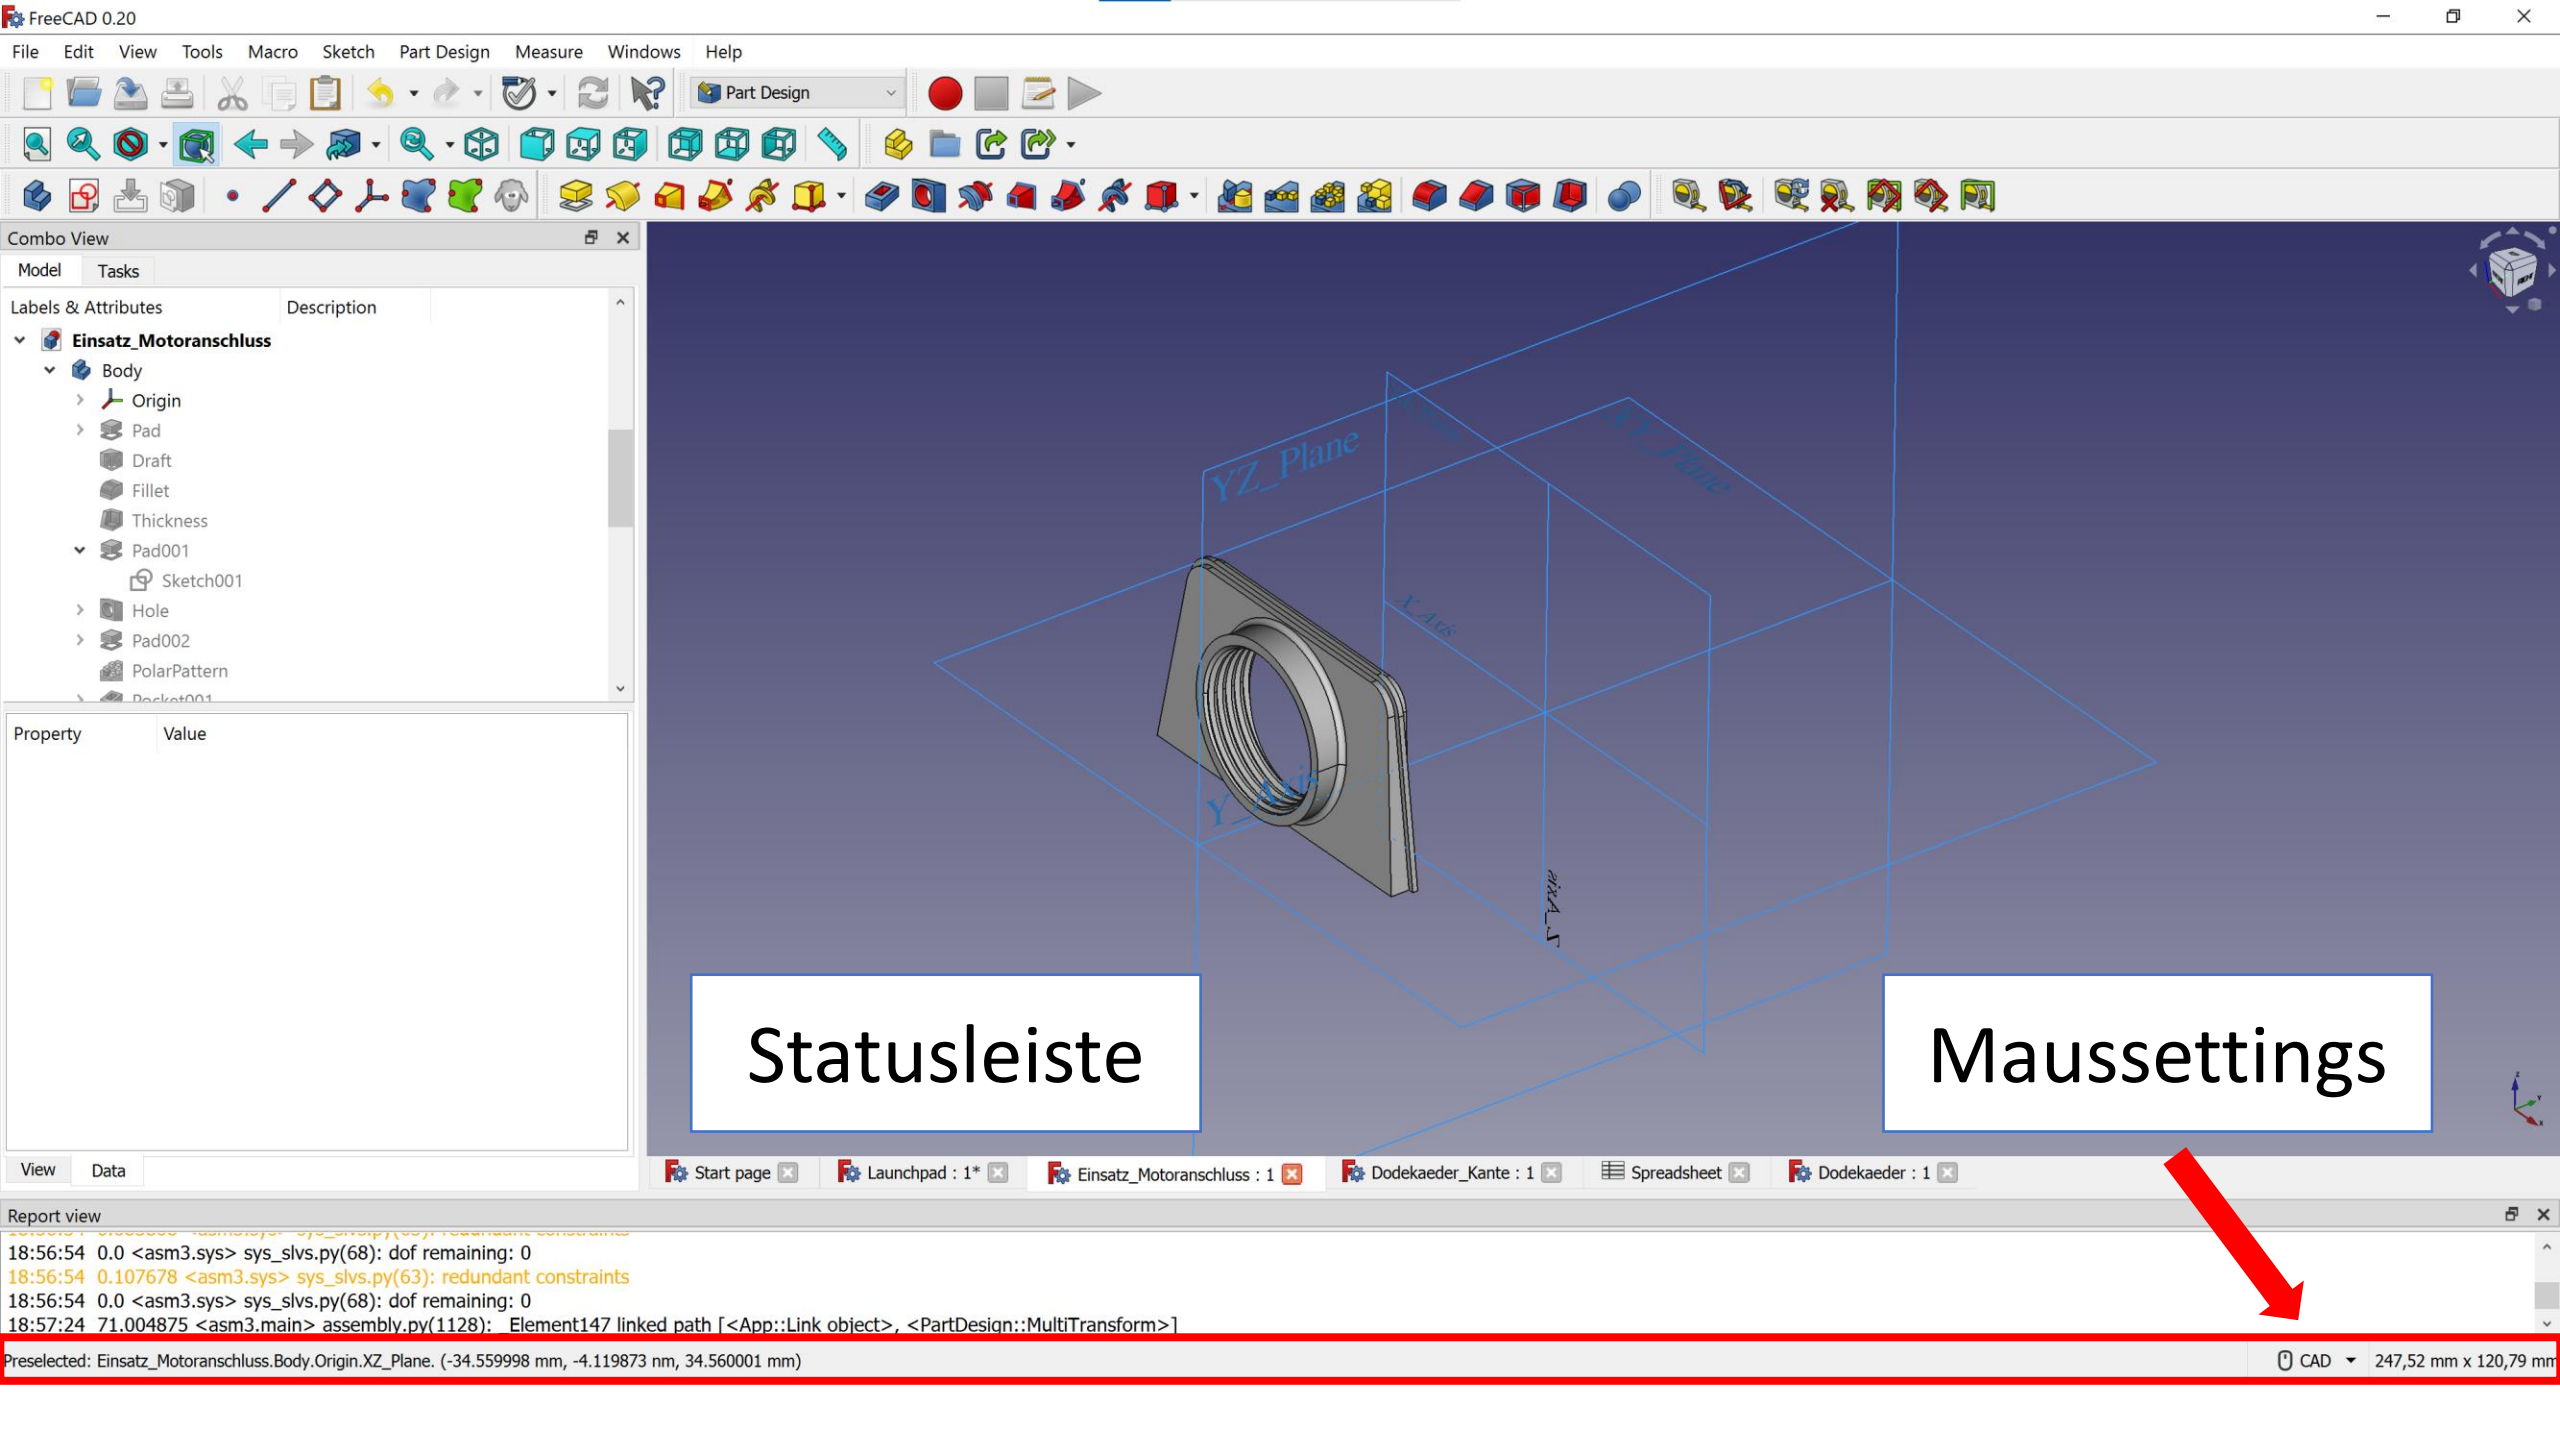 FreeCAD 0.20
File Edit View Tools Macro Sketch Part Design Measure Windows Help
Part Design
Combo View
Model Tasks
Labels & Attributes Description
Einsatz_Motoranschluss
Body
Origin
Pad
Draft
Fillet
Thickness
Pad001
Sketch001
Hole
Pad002
PolarPattern
Pocket001
Property Value
View Data
YZ_Plane
XY_Plane
X_Axis
Y_Axis
Z_Axis
Statusleiste
Maussettings
Start page Launchpad : 1* Einsatz_Motoranschluss : 1 Dodekaeder_Kante : 1 Spreadsheet Dodekaeder : 1
Report view
18:56:54 0.0 <asm3.sys> sys_slvs.py(68): dof remaining: 0
18:56:54 0.107678 <asm3.sys> sys_slvs.py(63): redundant constraints
18:56:54 0.0 <asm3.sys> sys_slvs.py(68): dof remaining: 0
18:57:24 71.004875 <asm3.main> assembly.py(1128): _Element147 linked path [<App::Link object>, <PartDesign::MultiTransform>]
Preselected: Einsatz_Motoranschluss.Body.Origin.XZ_Plane. (-34.559998 mm, -4.119873 nm, 34.560001 mm) CAD 247,52 mm x 120,79 mm